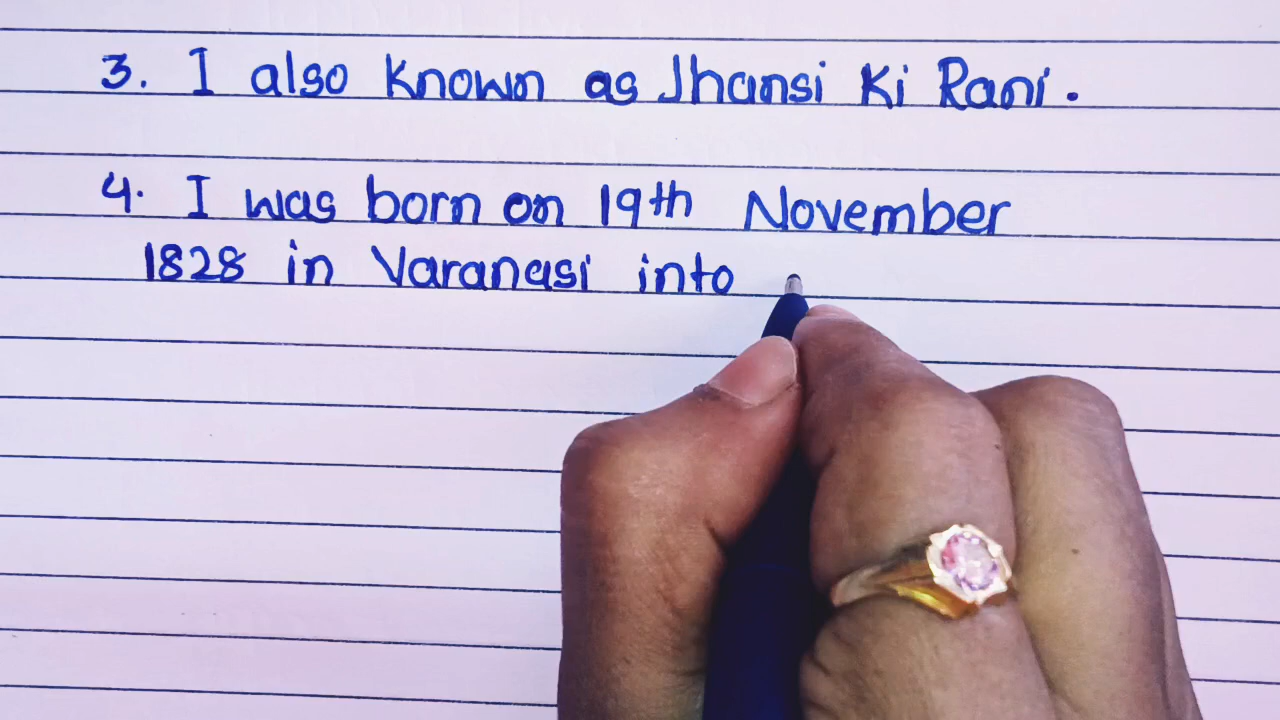 3. I also known as Jhansi Ki Rani.
4. I was born on 19th November
1828 in Varanasi into